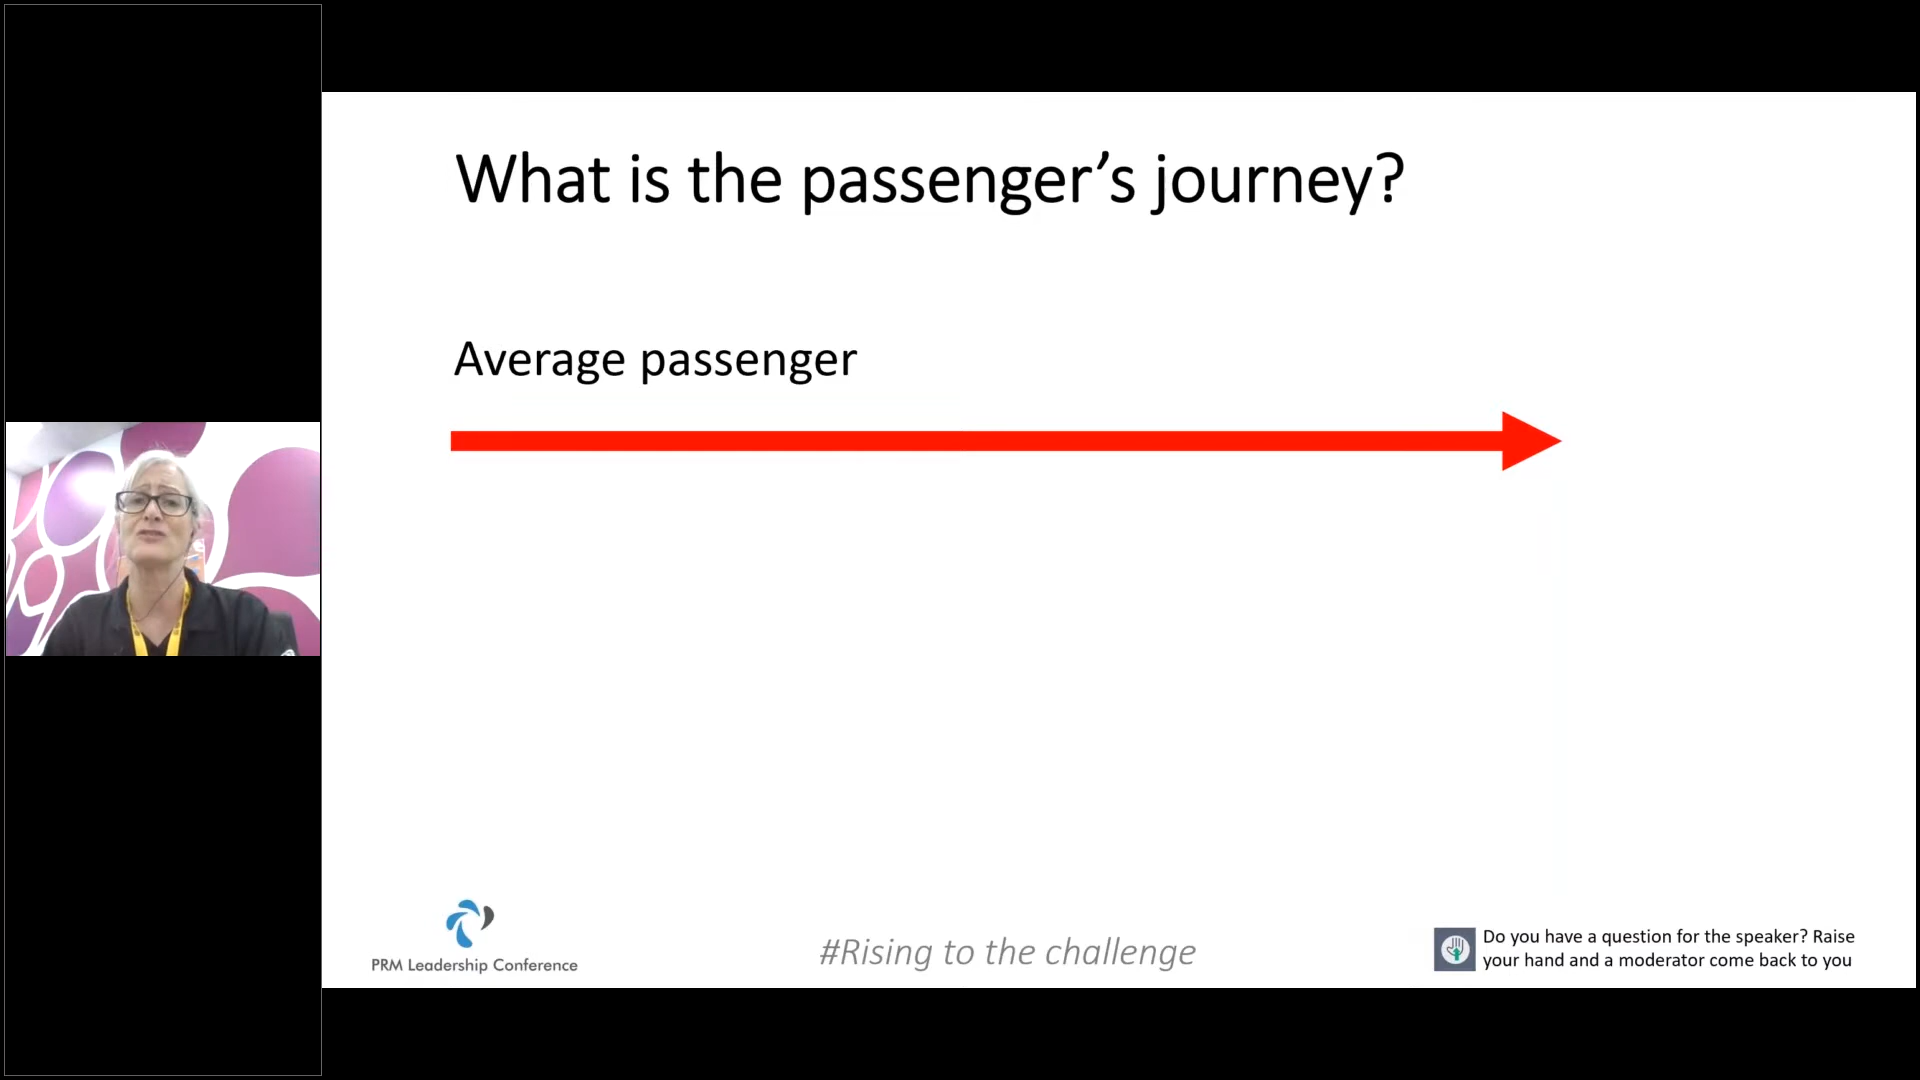 What is the passenger’s journey?
Average passenger
PRM Leadership Conference
#Rising to the challenge
Do you have a question for the speaker? Raise
your hand and a moderator come back to you